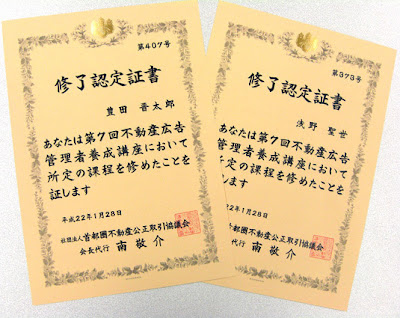 第407号
修了認定証書
豊田 晋太郎
あなたは第7回不動産広告
管理者養成講座において
所定の課程を修めたことを
証します
平成22年1月28日
社団法人首都圏不動産公正取引協議会
会長代行 南敬介
第373号
修了認定証書
浅野 聖世
あなたは第7回不動産広告
管理者養成講座において
所定の課程を修めたことを
証します
22年1月28日
首都圏不動産公正取引協議会
代行 南敬介